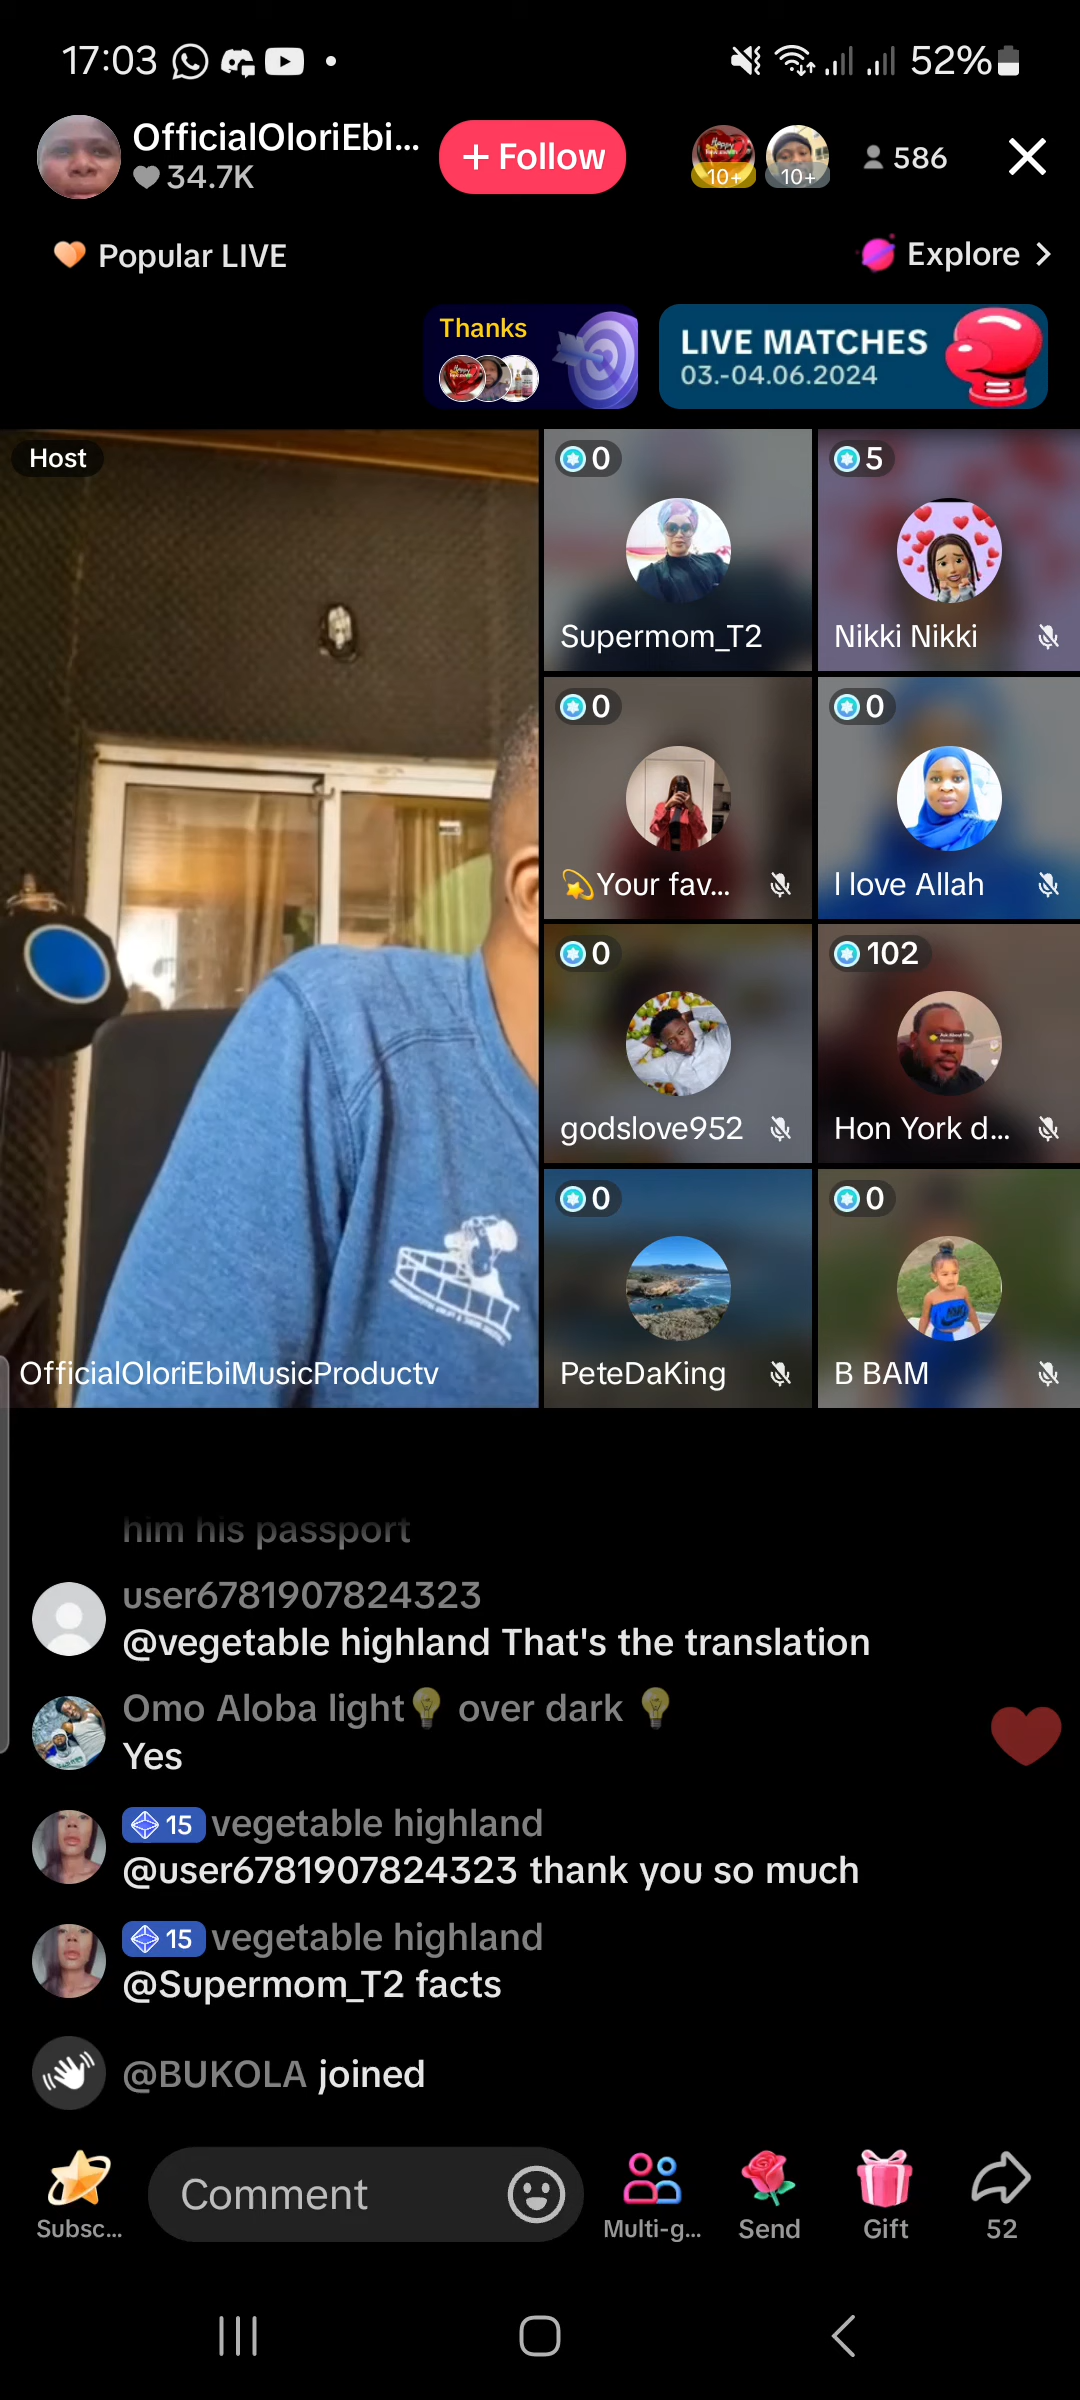 17:03
52%
OfficialOloriEbi...
34.7K
+ Follow
10+
10+
586
Popular LIVE
Explore
Thanks
LIVE MATCHES
03.-04.06.2024
Host
0
5
Supermom_T2
Nikki Nikki
0
0
💫Your fav...
I love Allah
0
102
godslove952
Hon York d...
0
0
OfficialOloriEbiMusicProductv
PeteDaKing
B BAM
him his passport
user6781907824323
@vegetable highland That's the translation
Omo Aloba light💡 over dark 💡
Yes
15 vegetable highland
@user6781907824323 thank you so much
15 vegetable highland
@Supermom_T2 facts
@BUKOLA joined
Subsc...
Comment
Multi-g...
Send
Gift
52